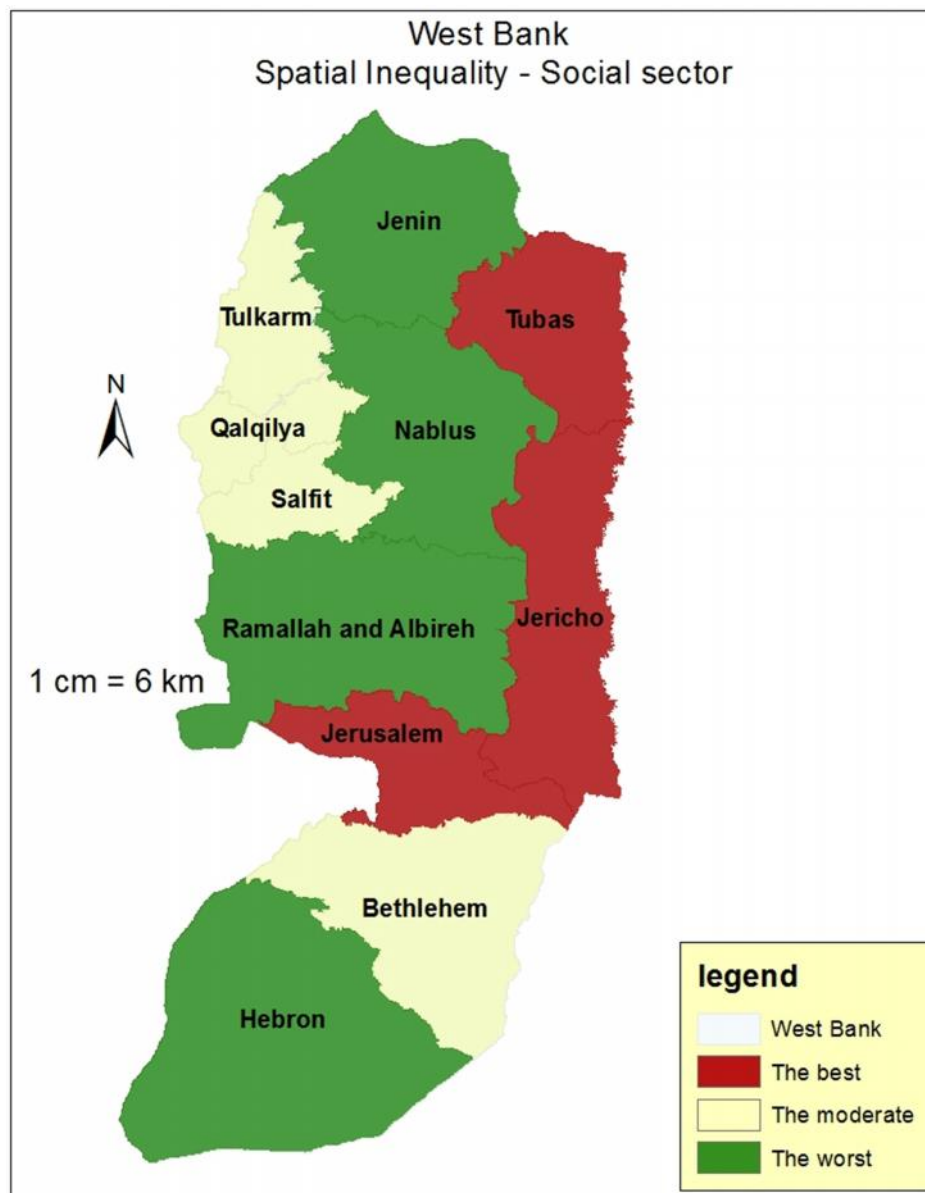 West Bank
Spatial Inequality - Social sector
Jenin
Tulkarm
Tubas
N
Qalqilya
Nablus
Salfit
Ramallah and Albireh
Jericho
1 cm = 6 km
Jerusalem
Bethlehem
Hebron
legend
West Bank
The best
The moderate
The worst